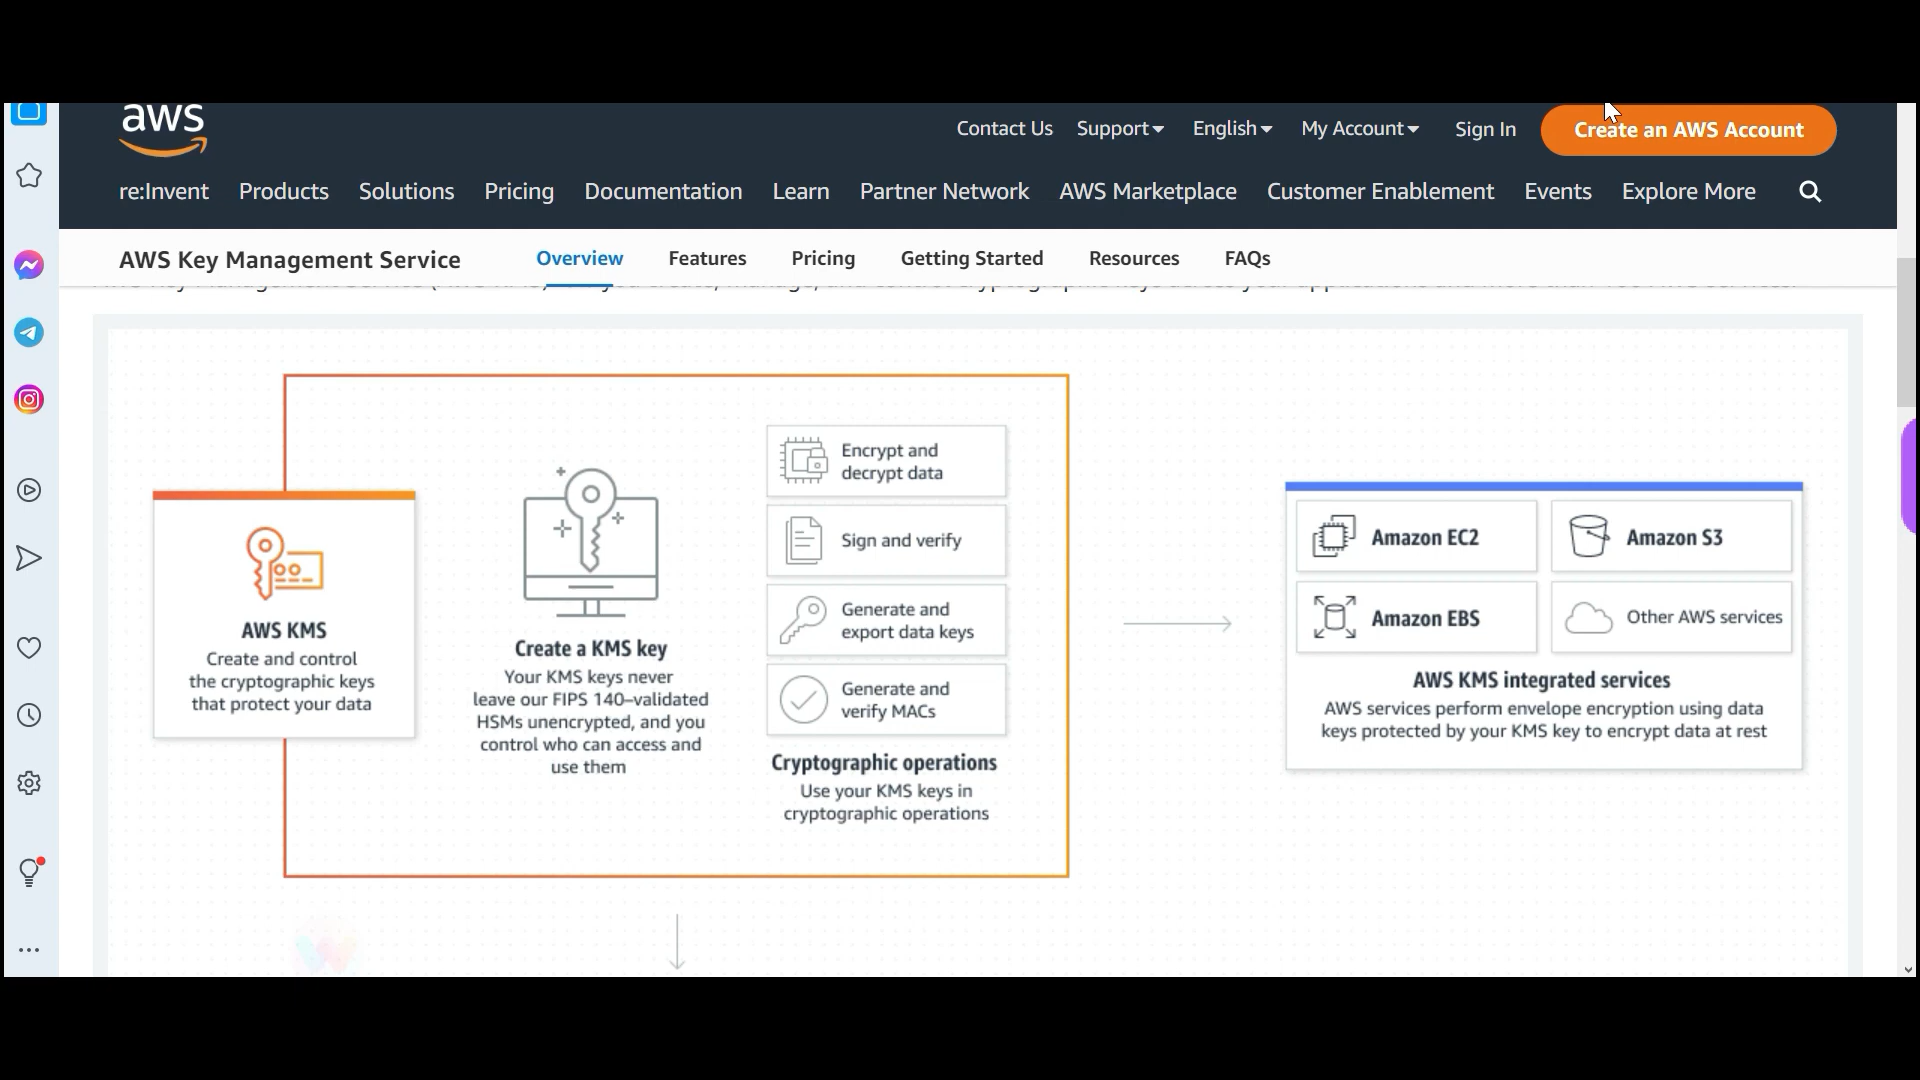 aws
Contact Us Support English My Account Sign In Create an AWS Account
re:Invent Products Solutions Pricing Documentation Learn Partner Network AWS Marketplace Customer Enablement Events Explore More
AWS Key Management Service Overview Features Pricing Getting Started Resources FAQs
AWS KMS
Create and control
the cryptographic keys
that protect your data
Create a KMS key
Your KMS keys never
leave our FIPS 140–validated
HSMs unencrypted, and you
control who can access and
use them
Encrypt and
decrypt data
Sign and verify
Generate and
export data keys
Generate and
verify MACs
Cryptographic operations
Use your KMS keys in
cryptographic operations
Amazon EC2 Amazon S3
Amazon EBS Other AWS services
AWS KMS integrated services
AWS services perform envelope encryption using data
keys protected by your KMS key to encrypt data at rest